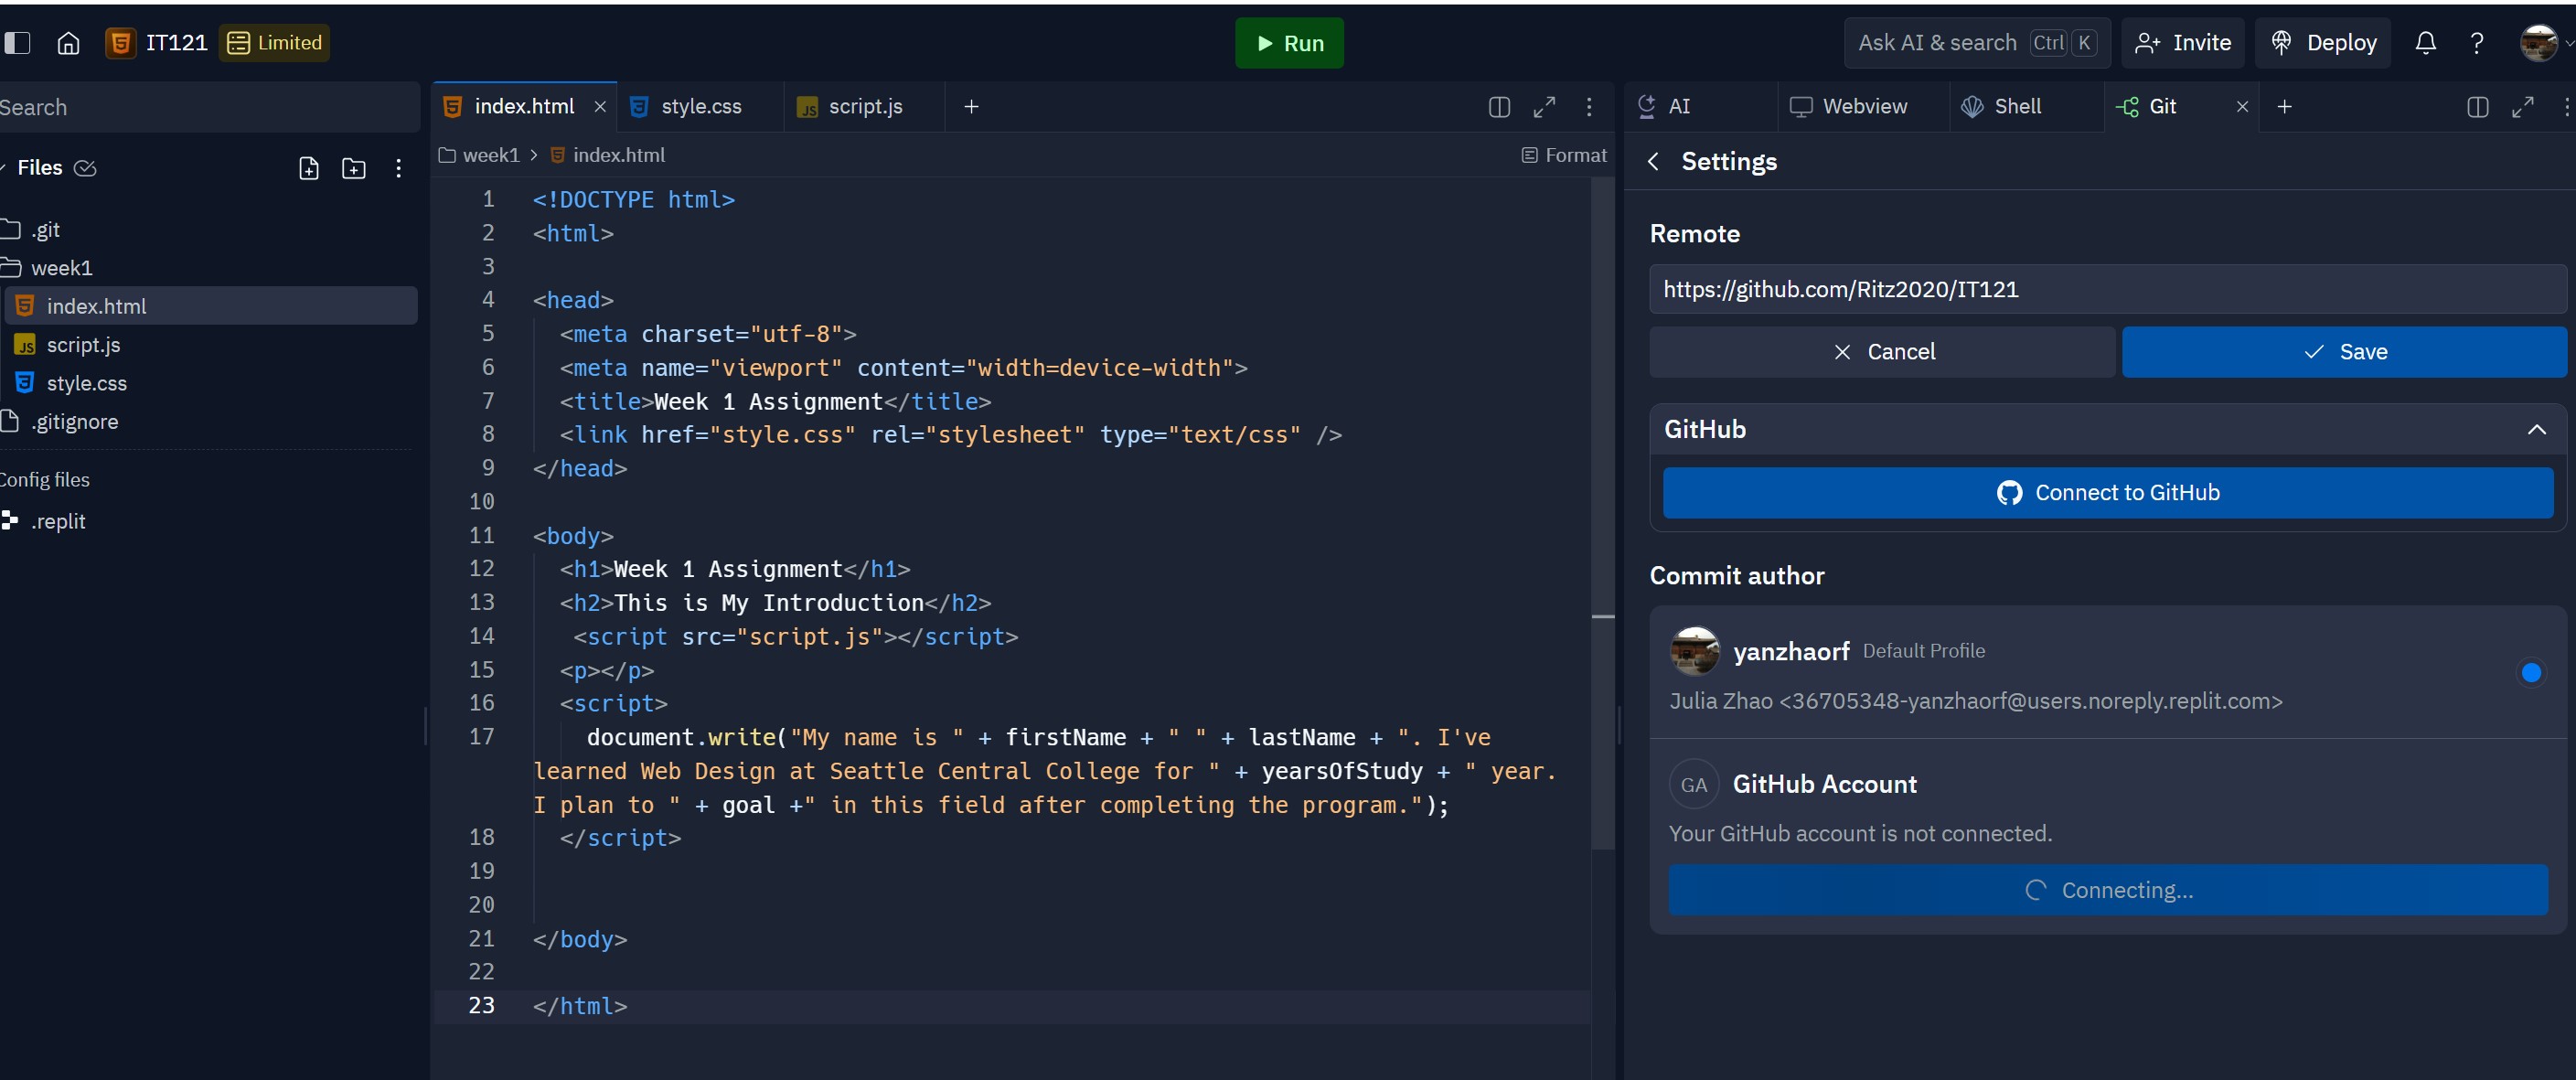 IT121
Limited
Run
Ask AI & search Ctrl K
Invite
Deploy
?
Search
Files
.git
week1
index.html
script.js
style.css
.gitignore
Config files
.replit
index.html
style.css
script.js
week1 > index.html
Format
1 <!DOCTYPE html>
2 <html>
3
4 <head>
5 <meta charset="utf-8">
6 <meta name="viewport" content="width=device-width">
7 <title>Week 1 Assignment</title>
8 <link href="style.css" rel="stylesheet" type="text/css" />
9 </head>
10
11 <body>
12 <h1>Week 1 Assignment</h1>
13 <h2>This is My Introduction</h2>
14 <script src="script.js"></script>
15 <p></p>
16 <script>
17 document.write("My name is " + firstName + " " + lastName + ". I've
learned Web Design at Seattle Central College for " + yearsOfStudy + " year.
I plan to " + goal +" in this field after completing the program.");
18 </script>
19
20
21 </body>
22
23 </html>
AI
Webview
Shell
Git
Settings
Remote
https://github.com/Ritz2020/IT121
Cancel
Save
GitHub
Connect to GitHub
Commit author
yanzhaorf Default Profile
Julia Zhao <36705348-yanzhaorf@users.noreply.replit.com>
GA GitHub Account
Your GitHub account is not connected.
Connecting...